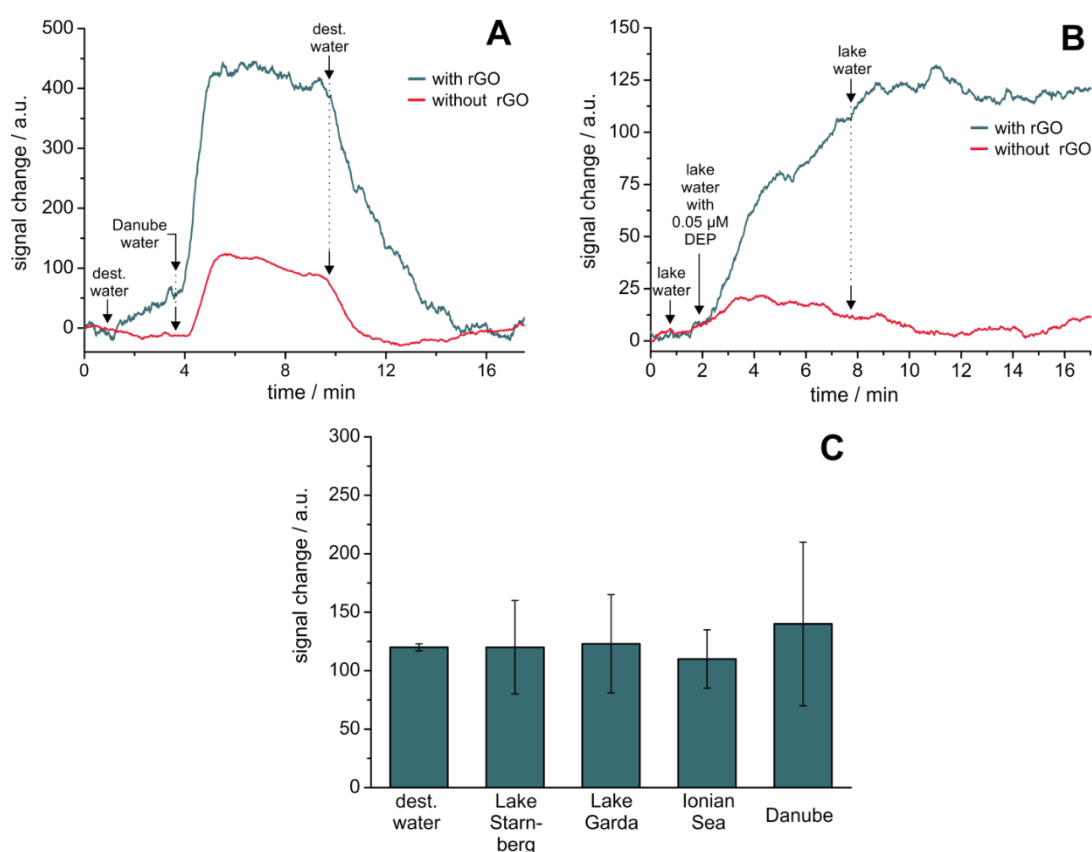 A
500
400
300
200
100
0
signal change / a.u.
dest.
water
Danube
water
dest.
water
with rGO
without rGO
0 4 8 12 16
time / min
B
150
125
100
75
50
25
0
signal change / a.u.
lake
water
lake
water
with
0.05 µM
DEP
lake
water
with rGO
without rGO
0 2 4 6 8 10 12 14 16
time / min
C
300
250
200
150
100
50
0
signal change / a.u.
dest.
water
Lake
Starn-
berg
Lake
Garda
Ionian
Sea
Danube